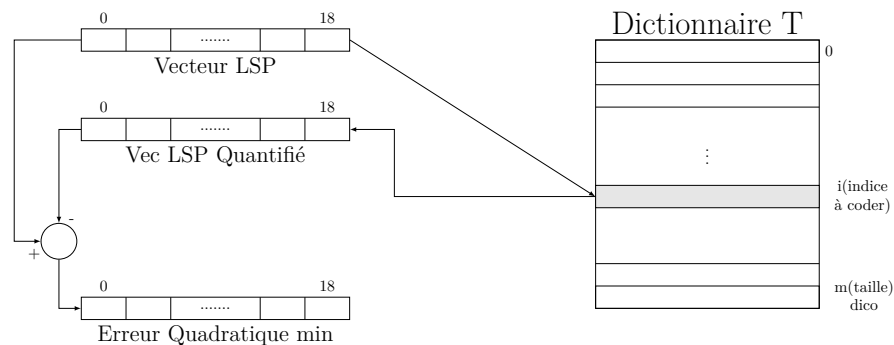 0 18
.......
Vecteur LSP
0 18
.......
Vec LSP Quantifié
-
+
0 18
.......
Erreur Quadratique min
Dictionnaire T
0
⋮
i(indice
à coder)
m(taille)
dico